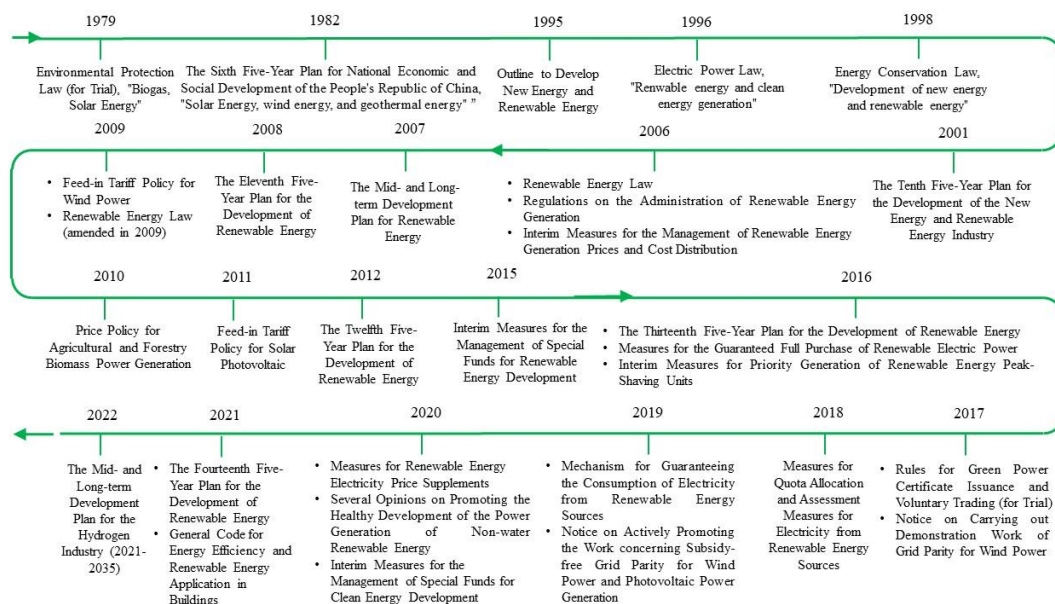 1979
Environmental Protection
Law (for Trial), "Biogas,
Solar Energy"
1982
The Sixth Five-Year Plan for National Economic and
Social Development of the People's Republic of China,
"Solar Energy, wind energy, and geothermal energy" ”
1995
Outline to Develop
New Energy and
Renewable Energy
1996
Electric Power Law,
"Renwable energy and clean
energy generation"
1998
Energy Conservation Law,
"Development of new energy
and renewable energy"
2009
• Feed-in Tariff Policy for
Wind Power
• Renewable Energy Law
(amended in 2009)
2008
The Eleventh Five-
Year Plan for the
Development of
Renewable Energy
2007
The Mid- and Long-
term Development
Plan for Renewable
Energy
2006
• Renewable Energy Law
• Regulations on the Administration of Renewable Energy
Generation
• Interim Measures for the Management of Renewable Energy
Generation Prices and Cost Distribution
2001
The Tenth Five-Year Plan for
the Development of the New
Energy and Renewable
Energy Industry
2010
Price Policy for
Agricultural and Forestry
Biomass Power Generation
2011
Feed-in Tariff
Policy for Solar
Photovoltaic
2012
The Twelfth Five-
Year Plan for the
Development of
Renewable Energy
2015
Interim Measures for the
Management of Special
Funds for Renewable
Energy Development
2016
• The Thirteenth Five-Year Plan for the Development of Renewable Energy
• Measures for the Guaranteed Full Purchase of Renewable Electric Power
• Interim Measures for Priority Generation of Renewable Energy Peak-
Shaving Units
2022
The Mid- and
Long-term
Development
Plan for the
Hydrogen
Industry (2021-
2035)
2021
• The Fourteenth Five-
Year Plan for the
Development of
Renewable Energy
• General Code for
Energy Efficiency and
Renewable Energy
Application in
Buildings
2020
• Measures for Renewable Energy
Electricity Price Supplements
• Several Opinions on Promoting the
Healthy Development of the Power
Generation of Non-water
Renewable Energy
• Interim Measures for the
Management of Special Funds for
Clean Energy Development
2019
• Mechanism for Guaranteeing
the Consumption of Electricity
from Renewable Energy
Sources
• Notice on Actively Promoting
the Work concerning Subsidy-
free Grid Parity for Wind
Power and Photovoltaic Power
Generation
2018
Measures for
Quota Allocation
and Assessment
Measures for
Electricity from
Renewable Energy
Sources
2017
• Rules for Green Power
Certificate Issuance and
Voluntary Trading (for Trial)
• Notice on Carrying out
Demonstration Work of
Grid Parity for Wind Power